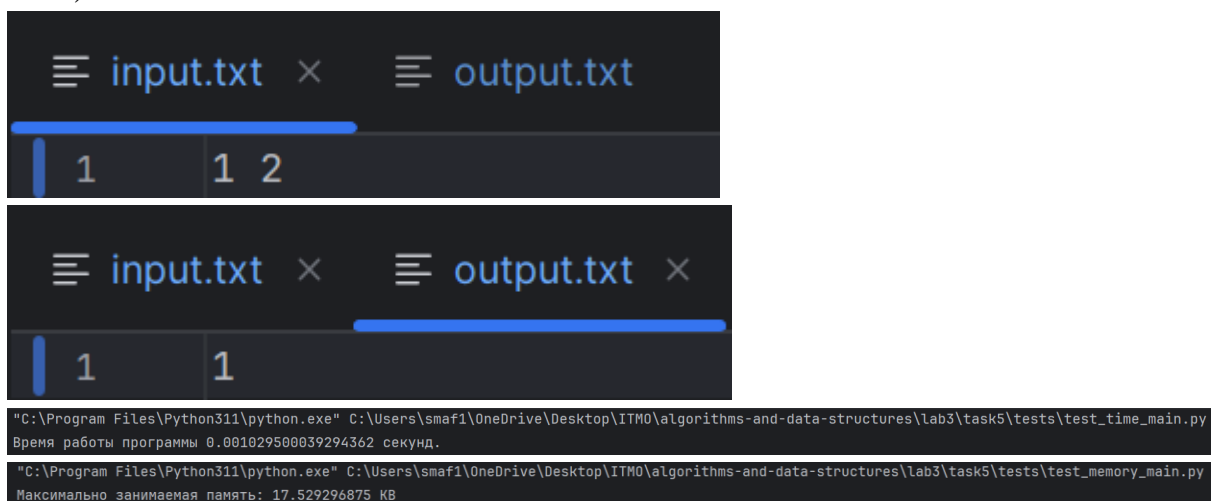 input.txt × output.txt
1 1 2
input.txt × output.txt ×
1 1
"C:\Program Files\Python311\python.exe" C:\Users\smaf1\OneDrive\Desktop\ITMO\algorithms-and-data-structures\lab3\task5\tests\test_time_main.py
Время работы программы 0.001029500039294362 секунд.
"C:\Program Files\Python311\python.exe" C:\Users\smaf1\OneDrive\Desktop\ITMO\algorithms-and-data-structures\lab3\task5\tests\test_memory_main.py
Максимально занимаемая память: 17.529296875 KB